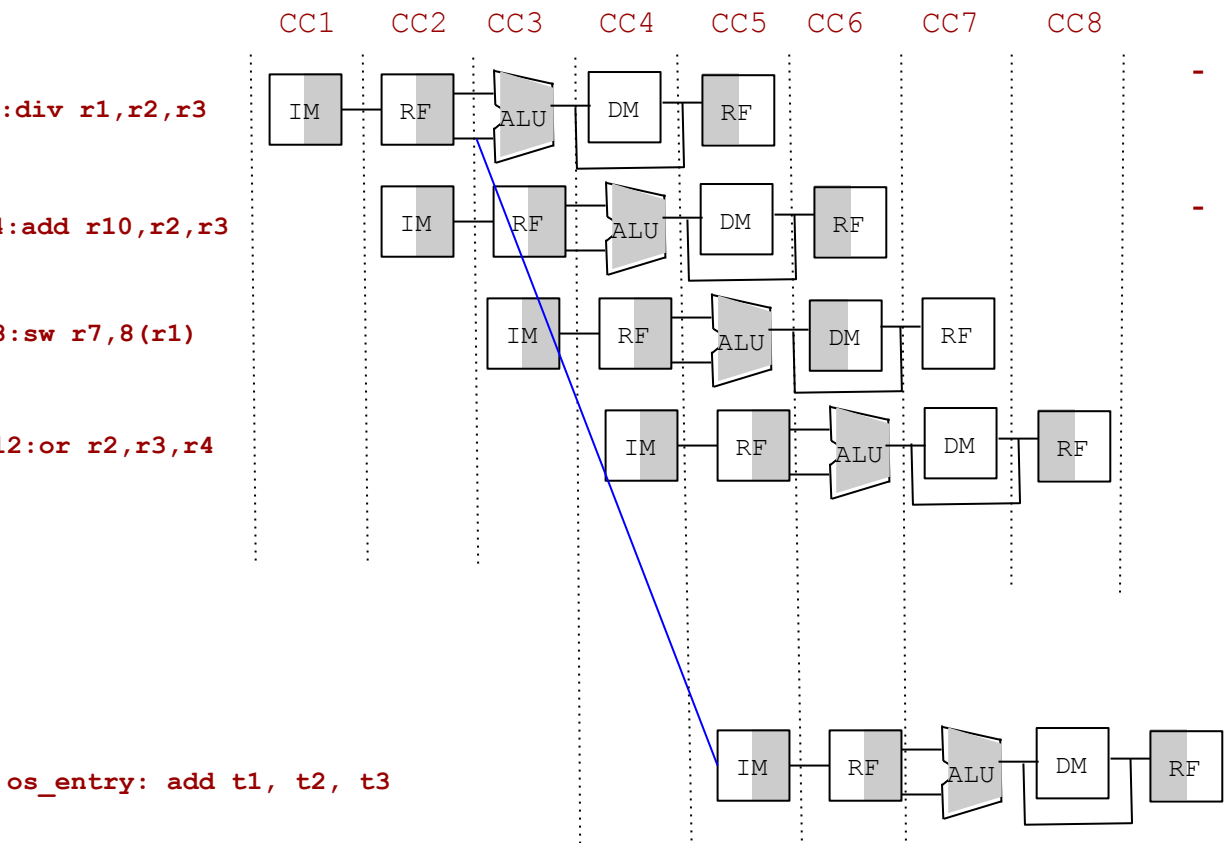 CC1 CC2 CC3 CC4 CC5 CC6 CC7 CC8
:div r1,r2,r3 IM RF ALU DM RF -
4:add r10,r2,r3 IM RF ALU DM RF -
8:sw r7,8(r1) IM RF ALU DM RF
12:or r2,r3,r4 IM RF ALU DM RF
os_entry: add t1, t2, t3 IM RF ALU DM RF